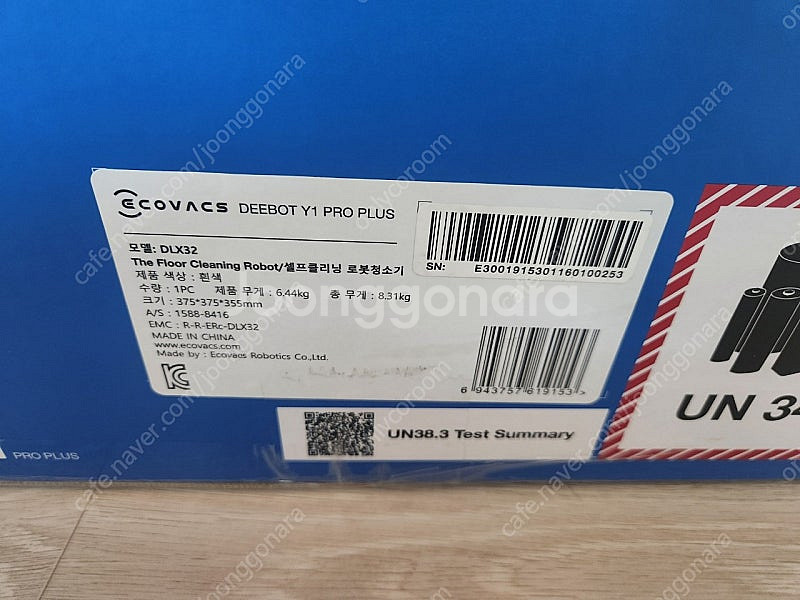 ECOVACS DEEBOT Y1 PRO PLUS
모델: DLX32
The Floor Cleaning Robot/셀프클리닝 로봇청소기
제품 색상 : 흰색
수량 : 1PC 제품 무게 : 6.44kg 총 무게 : 8.31kg
크기 : 375*375*355mm
A/S : 1588-8416
EMC : R-R-ERc-DLX32
MADE IN CHINA
www.ecovacs.com
Made by : Ecovacs Robotics Co.,Ltd.
SN: E3001915301160100253
6 943757 619153 >
UN38.3 Test Summary
UN 34
PRO PLUS
joonggonara
cafe.naver.com/joonggonara
onlycoroom